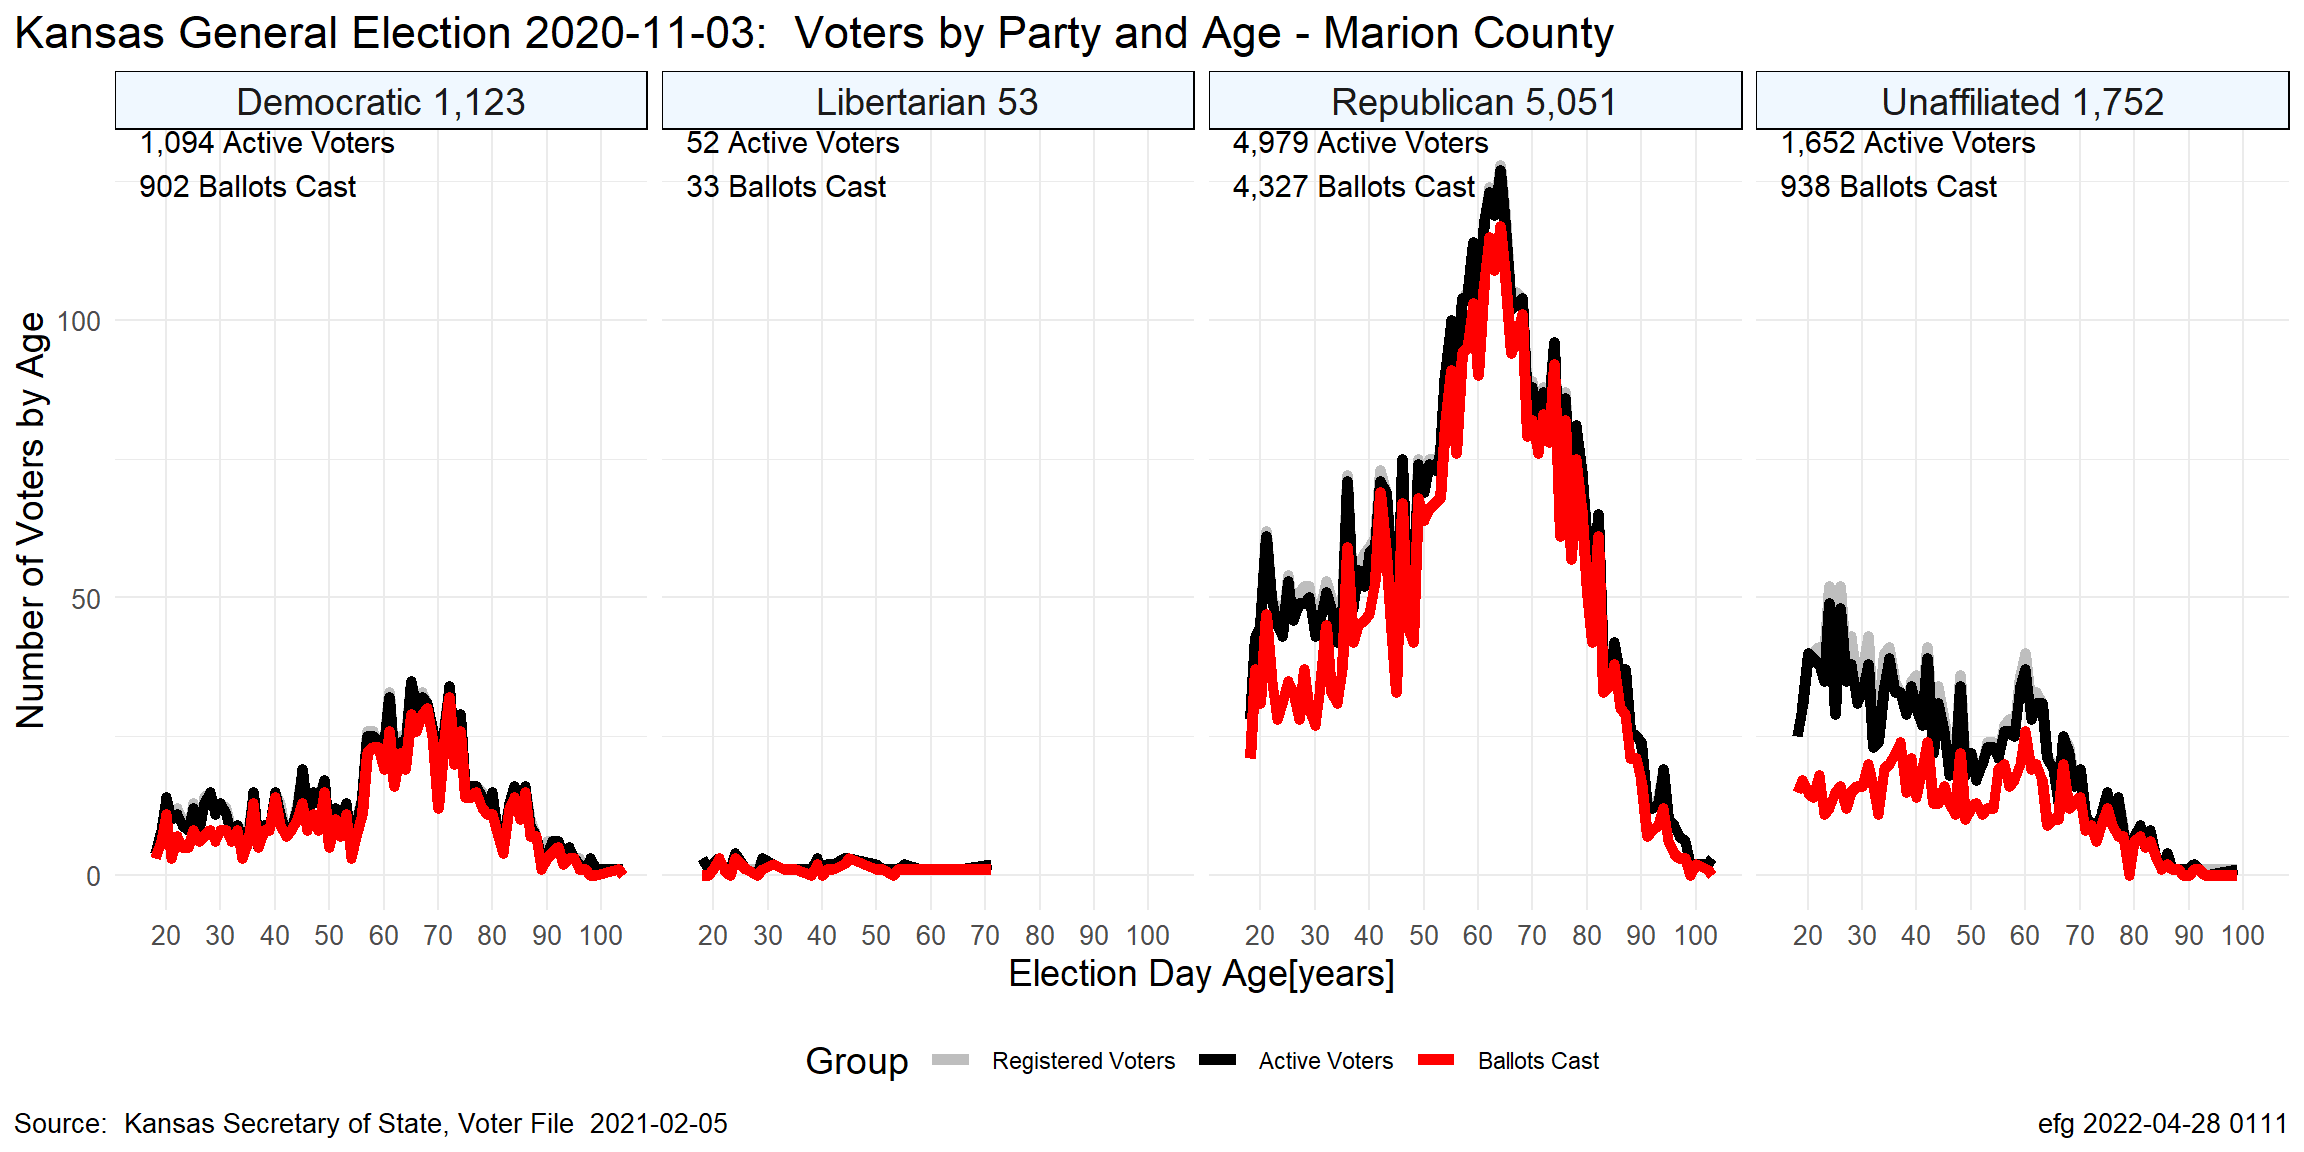 Kansas General Election 2020-11-03:  Voters by Party and Age - Marion County
Democratic 1,123
Libertarian 53
Republican 5,051
Unaffiliated 1,752
1,094 Active Voters
902 Ballots Cast
52 Active Voters
33 Ballots Cast
4,979 Active Voters
4,327 Ballots Cast
1,652 Active Voters
938 Ballots Cast
Number of Voters by Age
100
50
0
20 30 40 50 60 70 80 90 100
20 30 40 50 60 70 80 90 100
20 30 40 50 60 70 80 90 100
20 30 40 50 60 70 80 90 100
Election Day Age[years]
Group Registered Voters Active Voters Ballots Cast
Source:  Kansas Secretary of State, Voter File  2021-02-05
efg 2022-04-28 0111